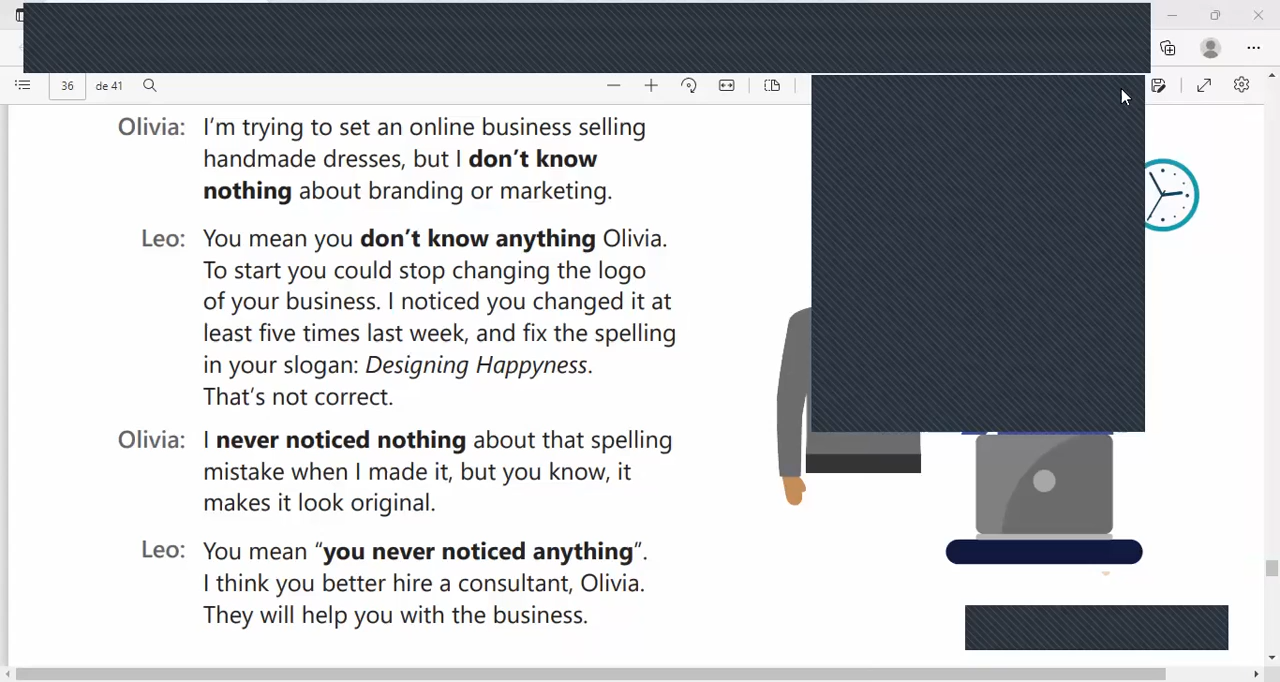 36 de 41
Olivia: I'm trying to set an online business selling
handmade dresses, but I don't know
nothing about branding or marketing.
Leo: You mean you don't know anything Olivia.
To start you could stop changing the logo
of your business. I noticed you changed it at
least five times last week, and fix the spelling
in your slogan: Designing Happyness.
That's not correct.
Olivia: I never noticed nothing about that spelling
mistake when I made it, but you know, it
makes it look original.
Leo: You mean “you never noticed anything”.
I think you better hire a consultant, Olivia.
They will help you with the business.